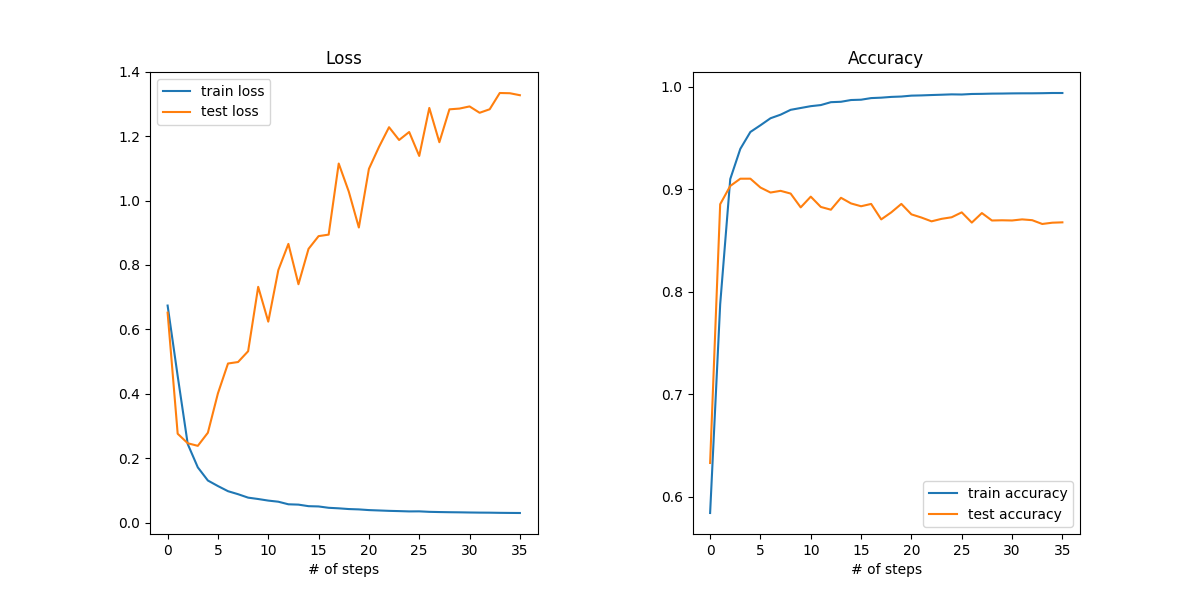 Loss
1.4
1.2
1.0
0.8
0.6
0.4
0.2
0.0
train loss
test loss
0 5 10 15 20 25 30 35
# of steps
Accuracy
1.0
0.9
0.8
0.7
0.6
train accuracy
test accuracy
0 5 10 15 20 25 30 35
# of steps